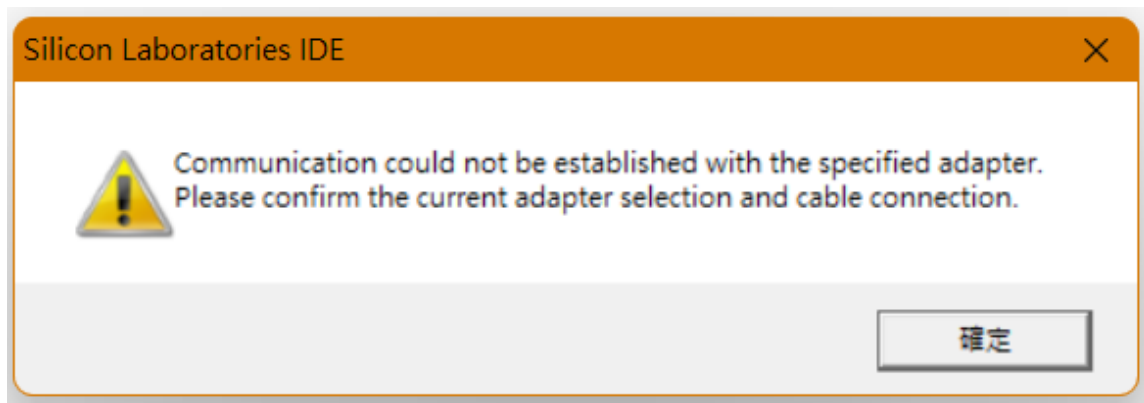 Silicon Laboratories IDE
Communication could not be established with the specified adapter.
Please confirm the current adapter selection and cable connection.
確定